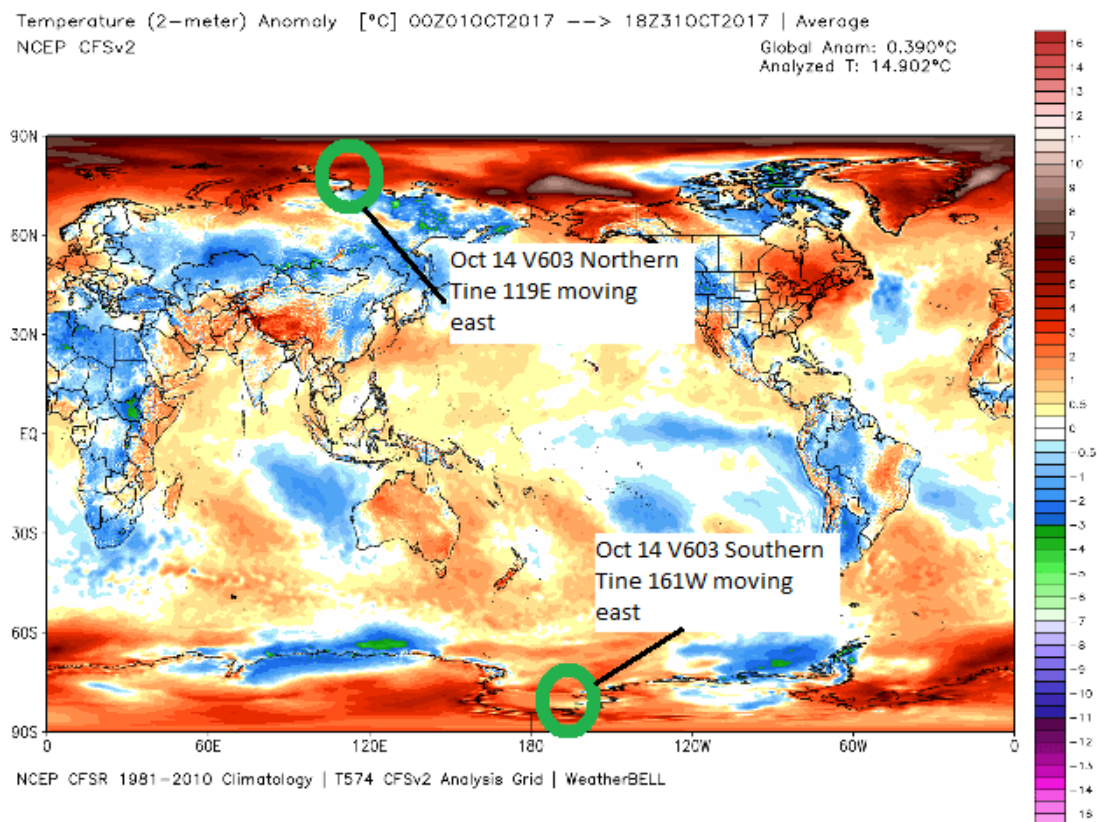 Temperature (2-meter) Anomaly [°C] 00Z01OCT2017 --> 18Z31OCT2017 | Average
NCEP CFSv2
Global Anom: 0.390°C
Analyzed T: 14.902°C
90N
60N
30N
EQ
30S
60S
90S
0
60E
120E
180
120W
60W
0
Oct 14 V603 Northern
Tine 119E moving
east
Oct 14 V603 Southern
Tine 161W moving
east
16
14
13
12
11
10
9
8
7
6
5
4
3
2
1
0.5
0
-0.5
-1
-2
-3
-4
-5
-6
-7
-8
-9
-10
-11
-12
-13
-14
-15
16
NCEP CFSR 1981-2010 Climatology | T574 CFSv2 Analysis Grid | WeatherBELL